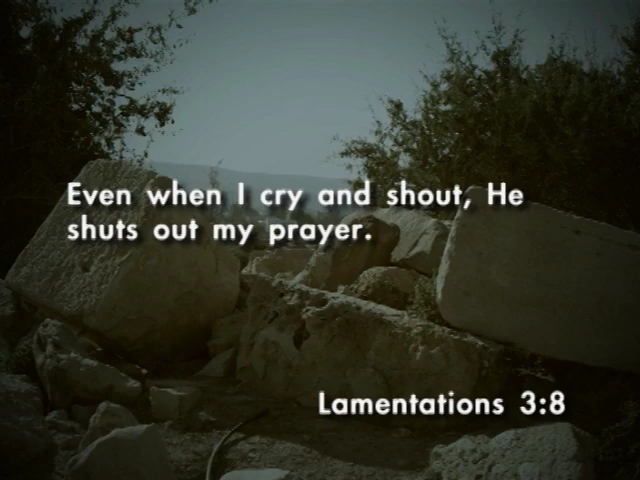 Even when I cry and shout, He
shuts out my prayer.
Lamentations 3:8